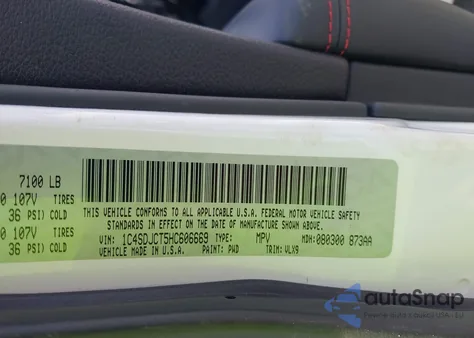 7100 LB
0 107V TIRES
36 PSI) COLD
0 107V TIRES
36 PSI) COLD
THIS VEHICLE CONFORMS TO ALL APPLICABLE U.S.A. FEDERAL MOTOR VEHICLE SAFETY
STANDARDS IN EFFECT ON THE DATE OF MANUFACTURE SHOWN ABOVE.
VIN: 1C4SDJCT5HC606669 TYPE: MPV MDH: 080300 873AA
VEHICLE MADE IN U.S.A. PAINT: PWD TRIM: VLX9
autoSnap